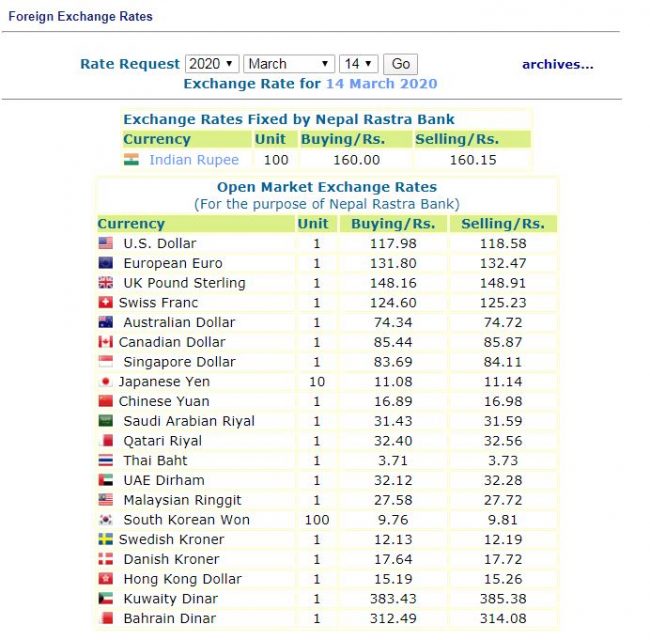 Foreign Exchange Rates
Rate Request 2020 March 14 Go archives...
Exchange Rate for 14 March 2020
Exchange Rates Fixed by Nepal Rastra Bank
Currency Unit Buying/Rs. Selling/Rs.
Indian Rupee 100 160.00 160.15
Open Market Exchange Rates
(For the purpose of Nepal Rastra Bank)
Currency Unit Buying/Rs. Selling/Rs.
U.S. Dollar 1 117.98 118.58
European Euro 1 131.80 132.47
UK Pound Sterling 1 148.16 148.91
Swiss Franc 1 124.60 125.23
Australian Dollar 1 74.34 74.72
Canadian Dollar 1 85.44 85.87
Singapore Dollar 1 83.69 84.11
Japanese Yen 10 11.08 11.14
Chinese Yuan 1 16.89 16.98
Saudi Arabian Riyal 1 31.43 31.59
Qatari Riyal 1 32.40 32.56
Thai Baht 1 3.71 3.73
UAE Dirham 1 32.12 32.28
Malaysian Ringgit 1 27.58 27.72
South Korean Won 100 9.76 9.81
Swedish Kroner 1 12.13 12.19
Danish Kroner 1 17.64 17.72
Hong Kong Dollar 1 15.19 15.26
Kuwaity Dinar 1 383.43 385.38
Bahrain Dinar 1 312.49 314.08